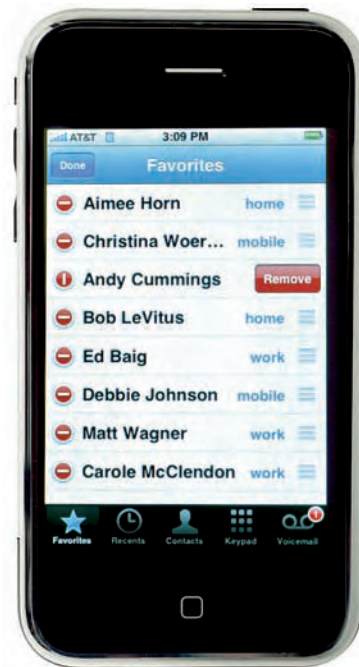 AT&T 3:09 PM
Done Favorites
Aimee Horn home
Christina Woer... mobile
Andy Cummings Remove
Bob LeVitus home
Ed Baig work
Debbie Johnson mobile
Matt Wagner work
Carole McClendon work
1
Favorites Recents Contacts Keypad Voicemail